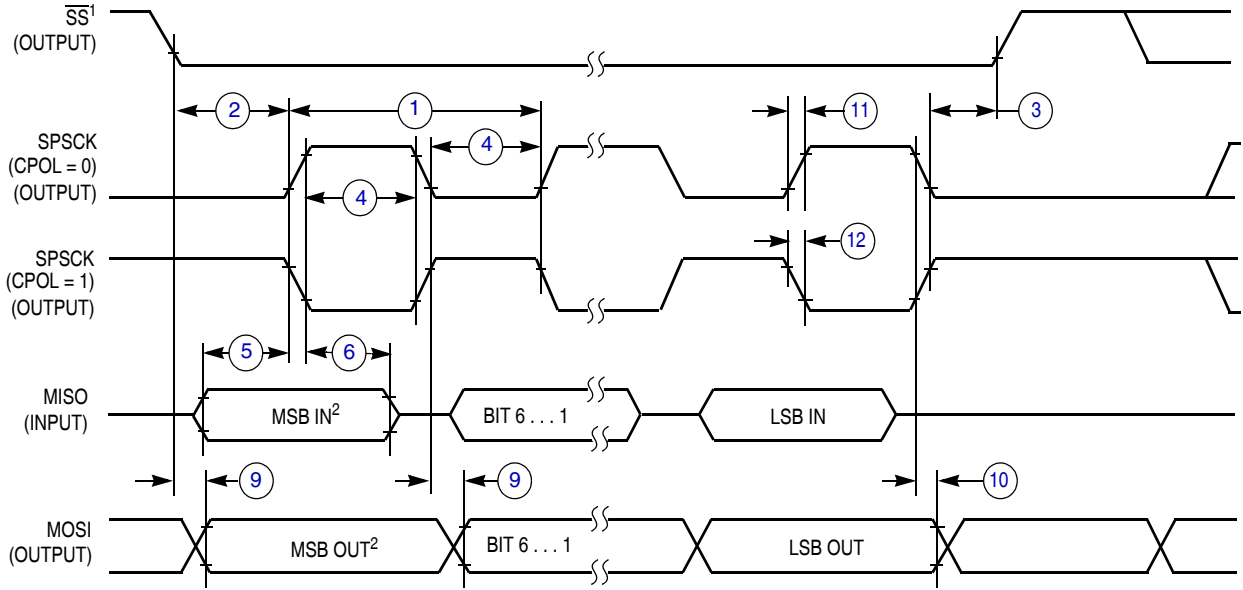 SS¹
(OUTPUT)
2
1
11
3
SPSCK
(CPOL = 0)
(OUTPUT)
4
4
12
SPSCK
(CPOL = 1)
(OUTPUT)
5
6
MISO
(INPUT)
MSB IN²
BIT 6 . . . 1
LSB IN
9
9
10
MOSI
(OUTPUT)
MSB OUT²
BIT 6 . . . 1
LSB OUT